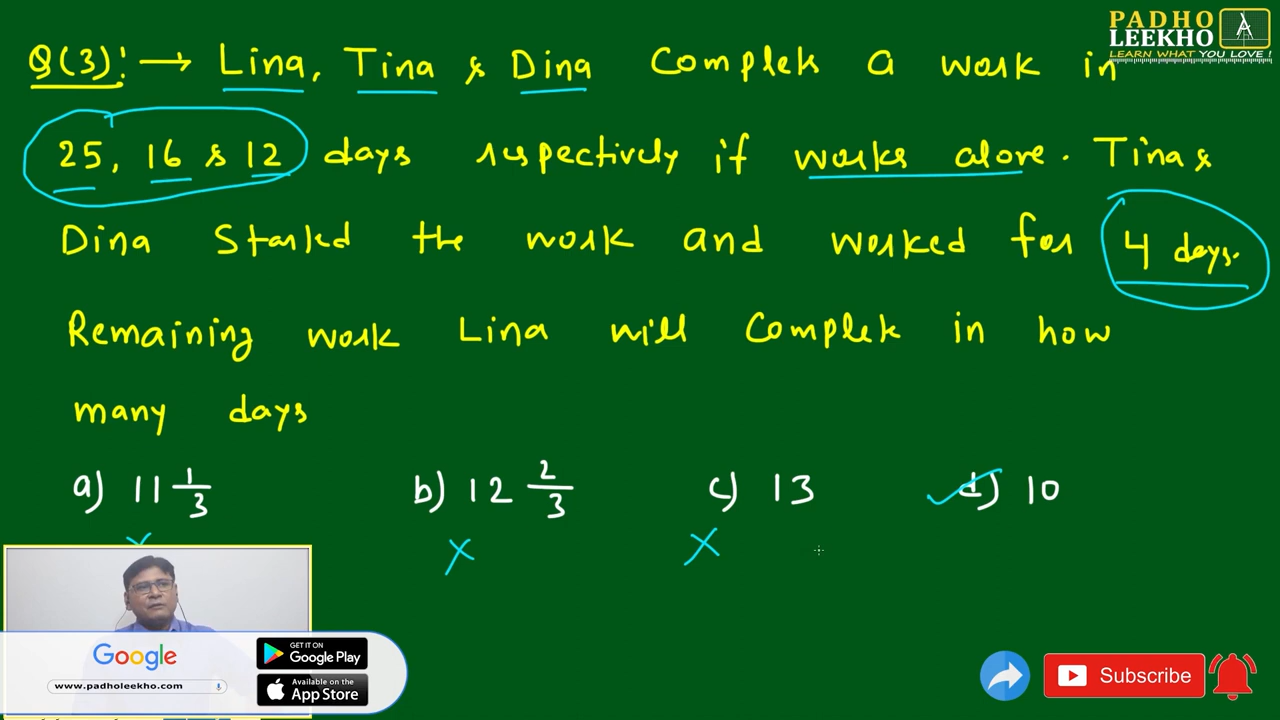 PADHO
LEEKHO
LEARN WHAT YOU LOVE !
Q(3)! → Lina, Tina & Dina Complete a work in
25, 16 & 12 days respectively if works alone. Tina &
Dina Started the work and worked for 4 days.
Remaining work Lina will Complete in how
many days
a) 11 1/3 b) 12 2/3 c) 13 d) 10
Google
www.padholeekho.com
GET IT ON
Google Play
Available on the
App Store
Subscribe